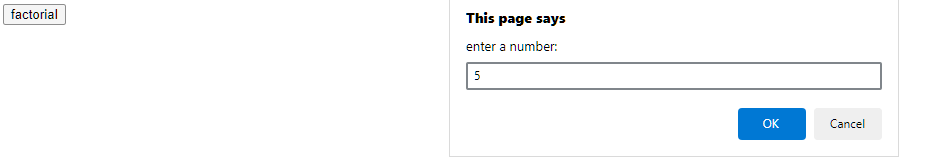 factorial
This page says
enter a number:
5
OK
Cancel